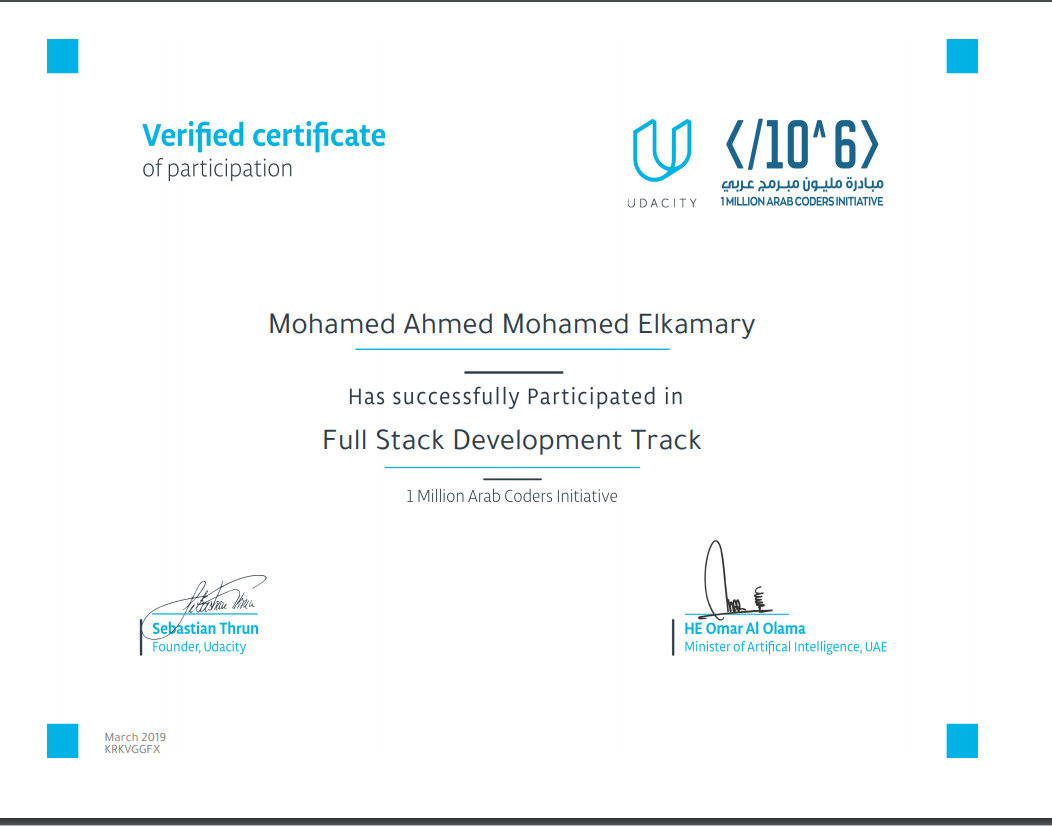 Verified certificate
of participation
UDACITY
</10^6>
مبادرة مليون مبرمج عربي
1 MILLION ARAB CODERS INITIATIVE
Mohamed Ahmed Mohamed Elkamary
Has successfully Participated in
Full Stack Development Track
1 Million Arab Coders Initiative
Sebastian Thrun
Sebastian Thrun
Founder, Udacity
HE Omar Al Olama
Minister of Artifical Intelligence, UAE
March 2019
KRKVGGFX